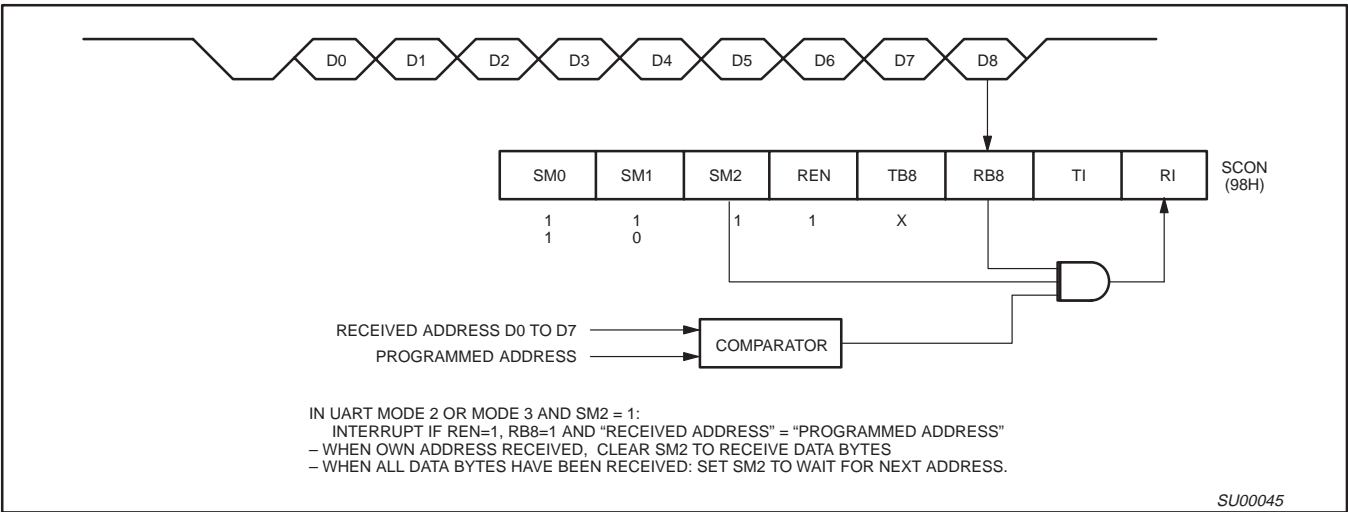 D0 D1 D2 D3 D4 D5 D6 D7 D8
SM0 SM1 SM2 REN TB8 RB8 TI RI
SCON
(98H)
1 1 1 1 X
1 0
RECEIVED ADDRESS D0 TO D7
PROGRAMMED ADDRESS
COMPARATOR
IN UART MODE 2 OR MODE 3 AND SM2 = 1:
INTERRUPT IF REN=1, RB8=1 AND “RECEIVED ADDRESS” = “PROGRAMMED ADDRESS”
– WHEN OWN ADDRESS RECEIVED, CLEAR SM2 TO RECEIVE DATA BYTES
– WHEN ALL DATA BYTES HAVE BEEN RECEIVED: SET SM2 TO WAIT FOR NEXT ADDRESS.
SU00045